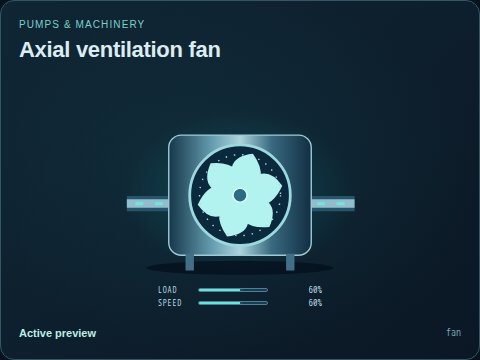 PUMPS & MACHINERY
Axial ventilation fan
LOAD 60%
SPEED 60%
Active preview
fan